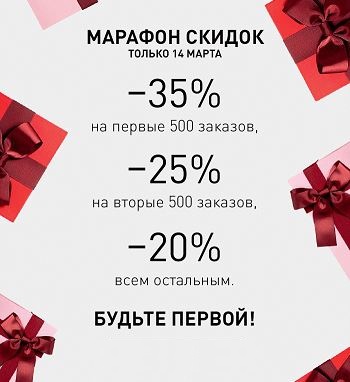 МАРАФОН СКИДОК
ТОЛЬКО 14 МАРТА
−35%
на первые 500 заказов,
−25%
на вторые 500 заказов,
−20%
всем остальным.
БУДЬТЕ ПЕРВОЙ!